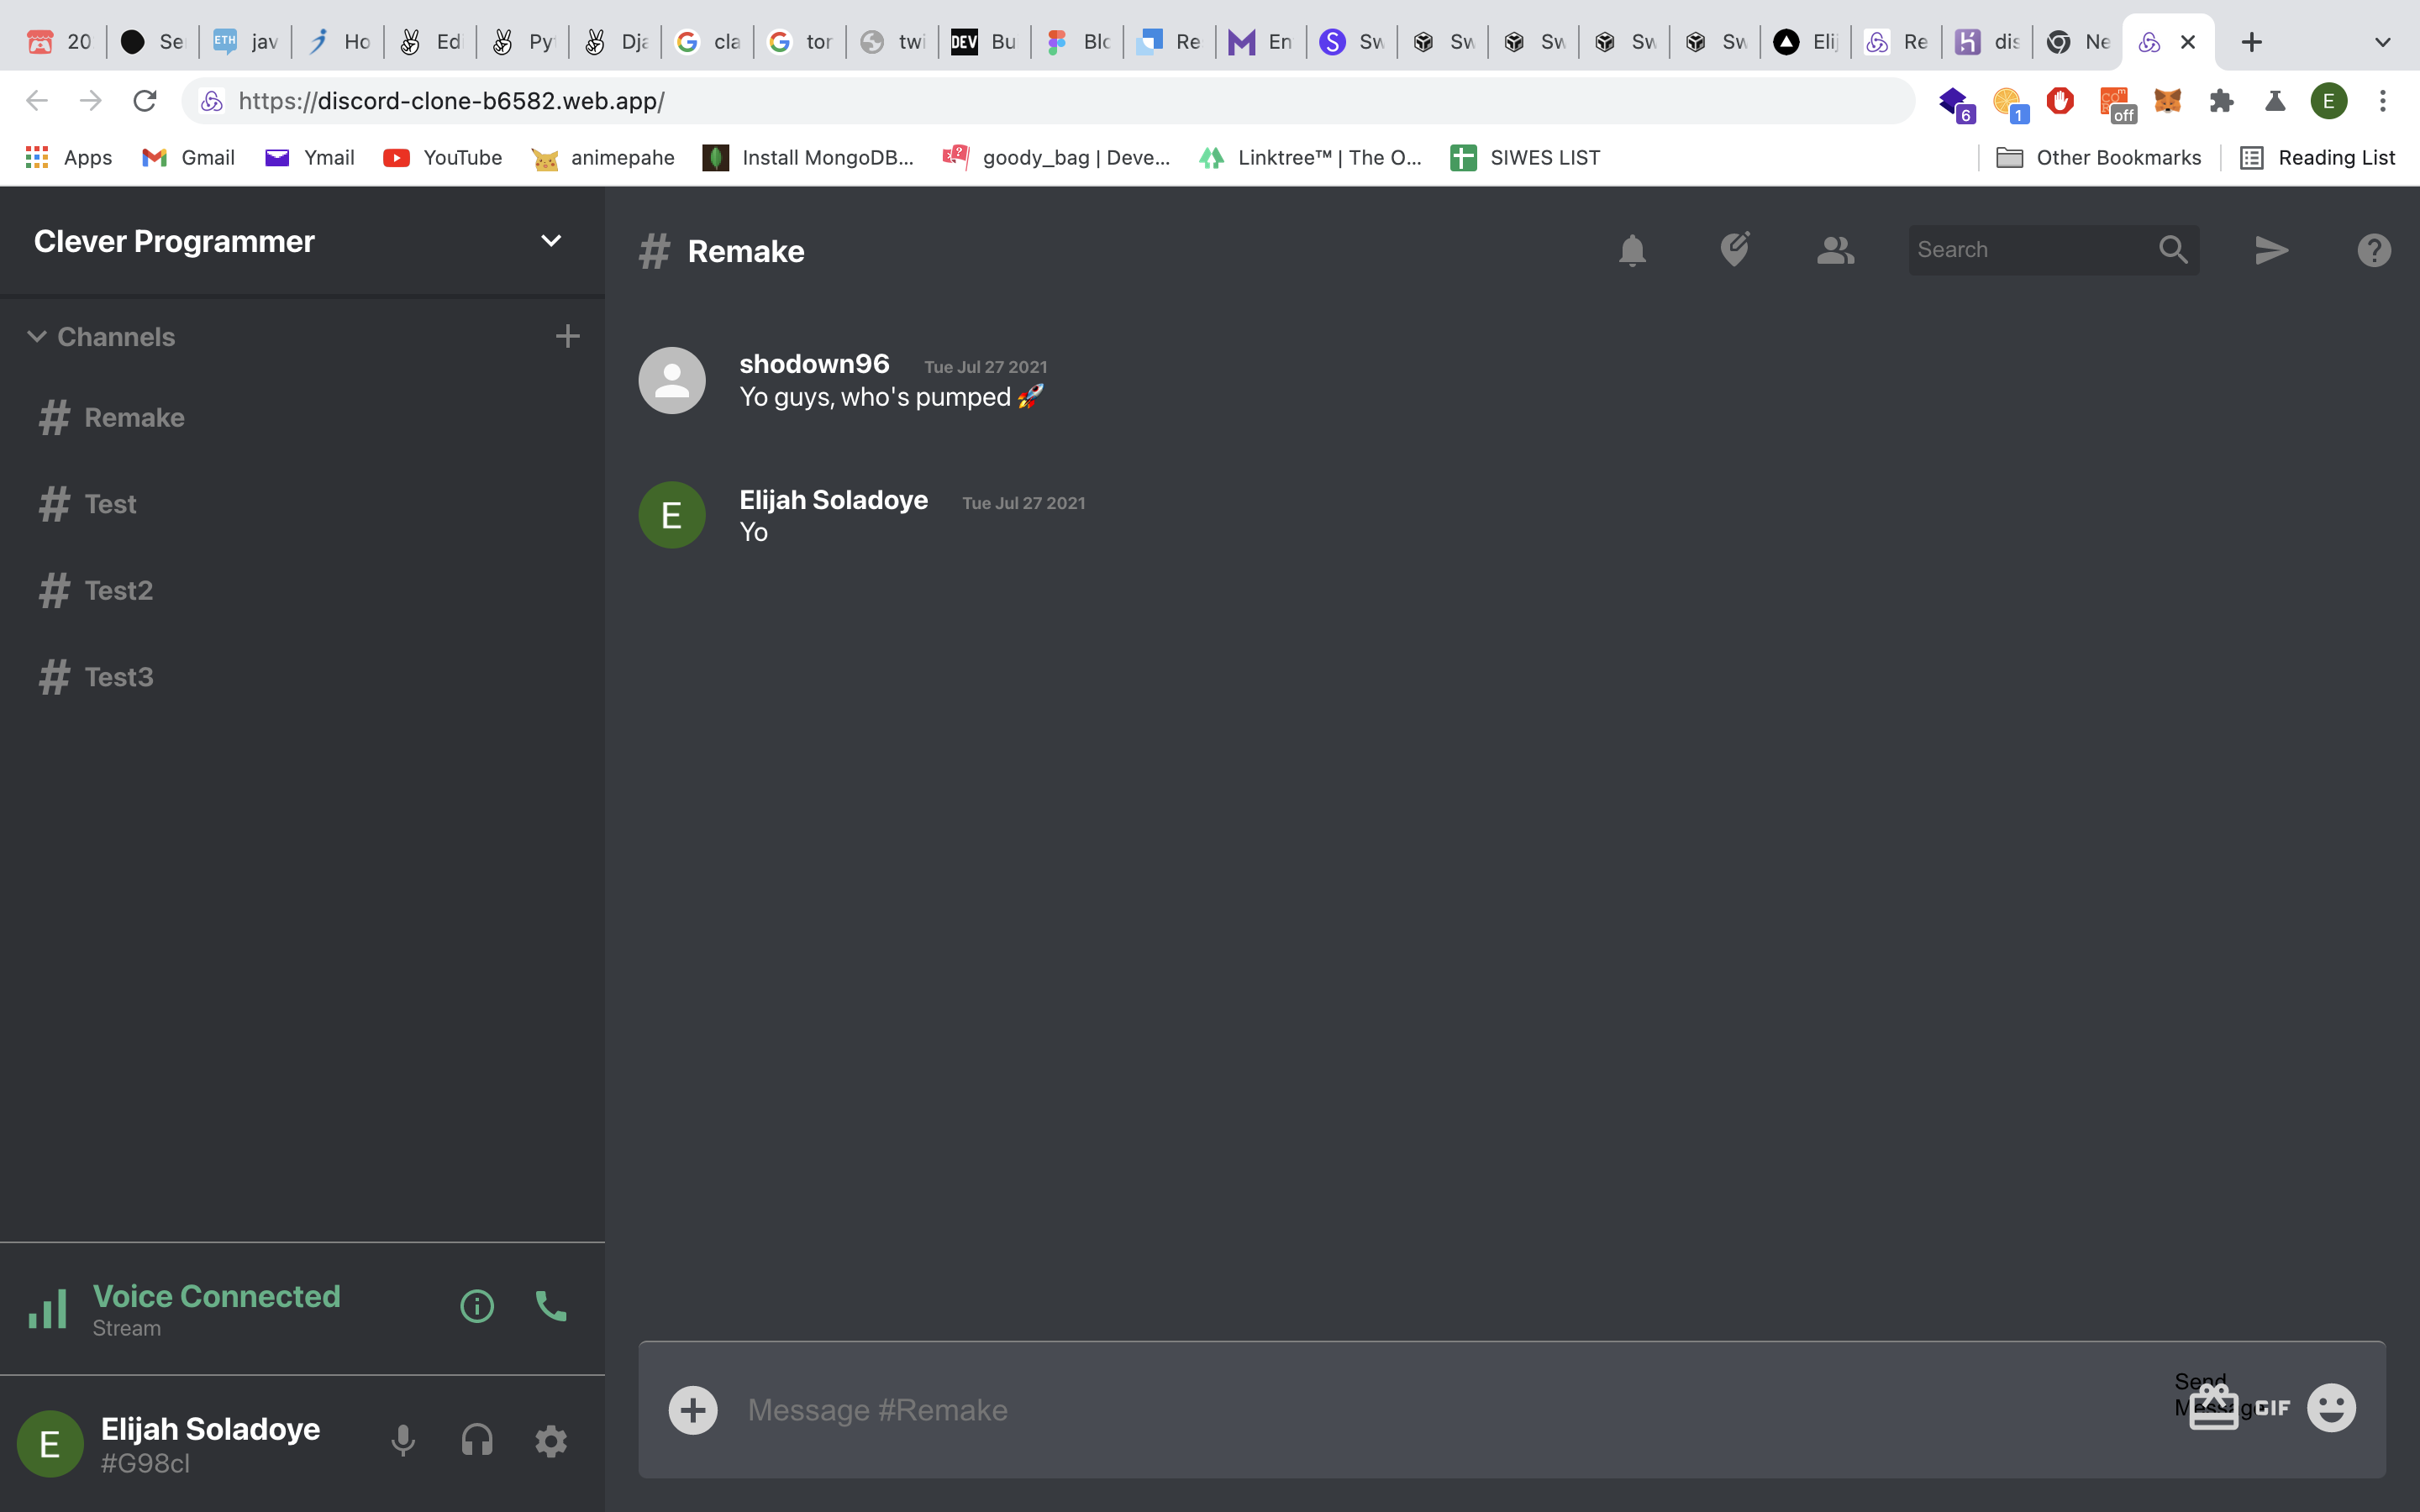 20 Se ETH jav Ho Edi Py Dja cla tor twi DEV Bu Blo Re En Sw Sw Sw Sw Sw Elij Re dis Ne
https://discord-clone-b6582.web.app/
6 1 off E
Apps Gmail Ymail YouTube animepahe Install MongoDB... goody_bag | Deve... Linktree™ | The O... SIWES LIST Other Bookmarks Reading List
Clever Programmer
# Remake
Search
Channels
# Remake
# Test
# Test2
# Test3
shodown96 Tue Jul 27 2021
Yo guys, who's pumped 🚀
E
Elijah Soladoye Tue Jul 27 2021
Yo
Voice Connected
Stream
E
Elijah Soladoye
#G98cl
Message #Remake
Send
GIF